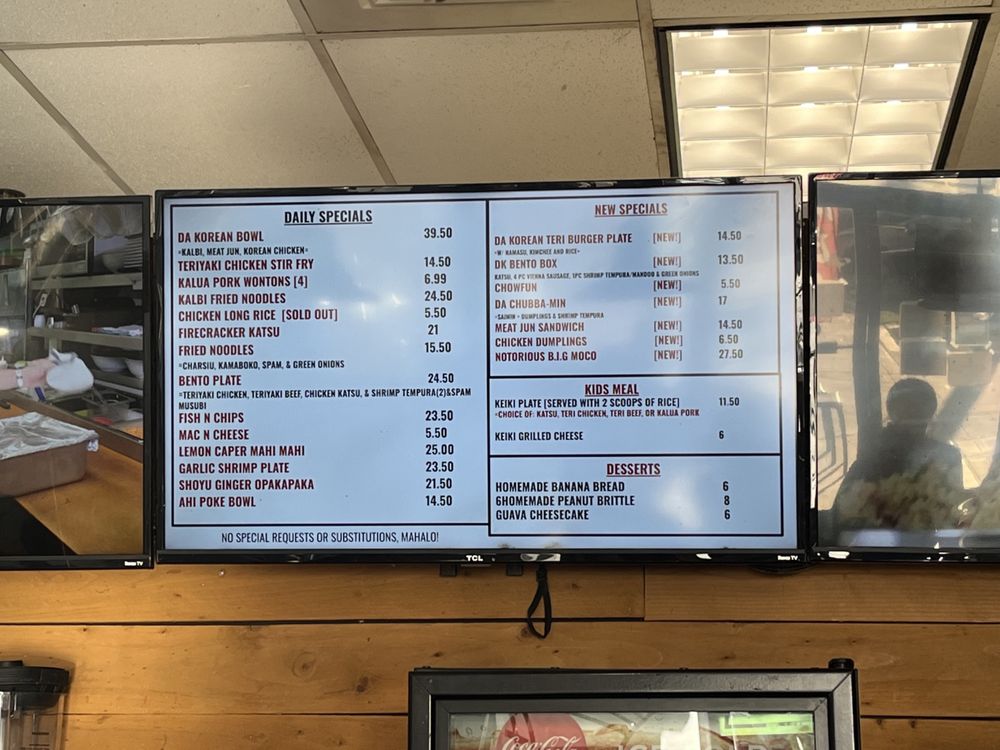 DAILY SPECIALS
DA KOREAN BOWL 39.50
*KALBI, MEAT JUN, KOREAN CHICKEN*
TERIYAKI CHICKEN STIR FRY 14.50
KALUA PORK WONTONS [4] 6.99
KALBI FRIED NOODLES 24.50
CHICKEN LONG RICE [SOLD OUT] 5.50
FIRECRACKER KATSU 21
FRIED NOODLES 15.50
*CHARSIU, KAMABOKO, SPAM, & GREEN ONIONS
BENTO PLATE 24.50
*TERIYAKI CHICKEN, TERIYAKI BEEF, CHICKEN KATSU, & SHRIMP TEMPURA(2)&SPAM
MUSUBI
FISH N CHIPS 23.50
MAC N CHEESE 5.50
LEMON CAPER MAHI MAHI 25.00
GARLIC SHRIMP PLATE 23.50
SHOYU GINGER OPAKAPAKA 21.50
AHI POKE BOWL 14.50
NO SPECIAL REQUESTS OR SUBSTITUTIONS, MAHALO!
NEW SPECIALS
DA KOREAN TERI BURGER PLATE [NEW!] 14.50
*W/ NAMASU, KIMCHEE AND RICE*
DK BENTO BOX [NEW!] 13.50
KATSU, 4 PC VIENNA SAUSAGE, 1PC SHRIMP TEMPURA/MANDOO & GREEN ONIONS
CHOWFUN [NEW!] 5.50
DA CHUBBA-MIN [NEW!] 17
*SAIMIN + DUMPLINGS & SHRIMP TEMPURA
MEAT JUN SANDWICH [NEW!] 14.50
CHICKEN DUMPLINGS [NEW!] 6.50
NOTORIOUS B.I.G MOCO [NEW!] 27.50
KIDS MEAL
KEIKI PLATE [SERVED WITH 2 SCOOPS OF RICE] 11.50
*CHOICE OF: KATSU, TERI CHICKEN, TERI BEEF, OR KALUA PORK
KEIKI GRILLED CHEESE 6
DESSERTS
HOMEMADE BANANA BREAD 6
6HOMEMADE PEANUT BRITTLE 8
GUAVA CHEESECAKE 6
Roku TV
TCL
Roku TV
Coca-Cola